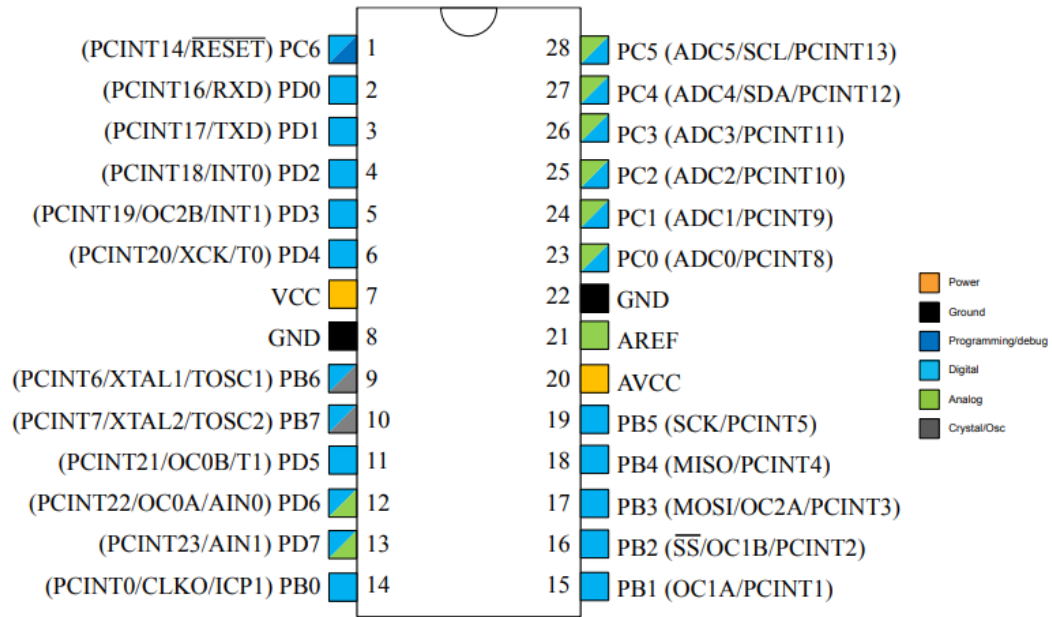 (PCINT14/RESET) PC6 1
(PCINT16/RXD) PD0 2
(PCINT17/TXD) PD1 3
(PCINT18/INT0) PD2 4
(PCINT19/OC2B/INT1) PD3 5
(PCINT20/XCK/T0) PD4 6
VCC 7
GND 8
(PCINT6/XTAL1/TOSC1) PB6 9
(PCINT7/XTAL2/TOSC2) PB7 10
(PCINT21/OC0B/T1) PD5 11
(PCINT22/OC0A/AIN0) PD6 12
(PCINT23/AIN1) PD7 13
(PCINT0/CLKO/ICP1) PB0 14
28 PC5 (ADC5/SCL/PCINT13)
27 PC4 (ADC4/SDA/PCINT12)
26 PC3 (ADC3/PCINT11)
25 PC2 (ADC2/PCINT10)
24 PC1 (ADC1/PCINT9)
23 PC0 (ADC0/PCINT8)
22 GND
21 AREF
20 AVCC
19 PB5 (SCK/PCINT5)
18 PB4 (MISO/PCINT4)
17 PB3 (MOSI/OC2A/PCINT3)
16 PB2 (SS/OC1B/PCINT2)
15 PB1 (OC1A/PCINT1)
Power
Ground
Programming/debug
Digital
Analog
Crystal/Osc